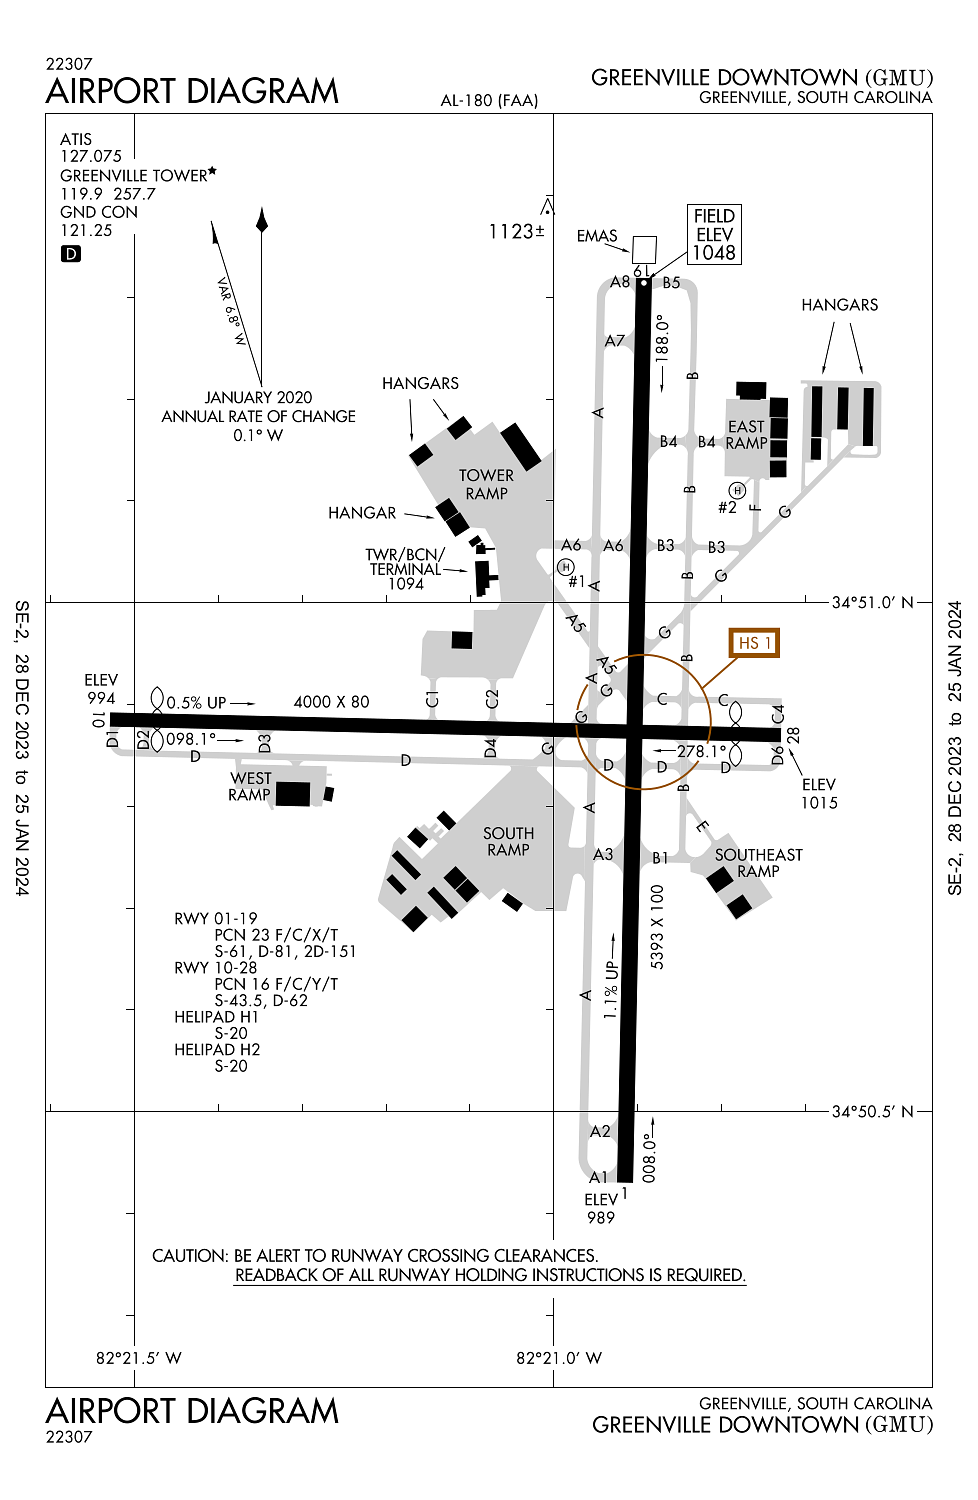 22307
AIRPORT DIAGRAM
AL-180 (FAA)
GREENVILLE DOWNTOWN (GMU)
GREENVILLE, SOUTH CAROLINA
ATIS
127.075
GREENVILLE TOWER★
119.9 257.7
GND CON
121.25
D
VAR 6.8° W
JANUARY 2020
ANNUAL RATE OF CHANGE
0.1° W
1123±
EMAS
FIELD
ELEV
1048
19
A8
B5
A7
188.0°
B
A
HANGARS
HANGARS
EAST
RAMP
B4
B4
TOWER
RAMP
B
H
#2
F
G
HANGAR
TWR/BCN/
TERMINAL
1094
A6
A6
B3
B3
H
#1
A
B
G
34°51.0' N
A5
G
HS 1
A5
B
A
G
ELEV
994
0.5% UP
4000 X 80
C1
C2
C
C
C4
G
10
28
D1
D2
098.1°
D3
D4
G
278.1°
D6
D
D
D
D
D
ELEV
1015
WEST
RAMP
B
A
E
SOUTH
RAMP
A3
B1
SOUTHEAST
RAMP
5393 X 100
1.1% UP
A
RWY 01-19
PCN 23 F/C/X/T
S-61, D-81, 2D-151
RWY 10-28
PCN 16 F/C/Y/T
S-43.5, D-62
HELIPAD H1
S-20
HELIPAD H2
S-20
34°50.5' N
A2
008.0°
A1
1
ELEV
989
CAUTION: BE ALERT TO RUNWAY CROSSING CLEARANCES.
READBACK OF ALL RUNWAY HOLDING INSTRUCTIONS IS REQUIRED.
82°21.5' W
82°21.0' W
SE-2, 28 DEC 2023 to 25 JAN 2024
SE-2, 28 DEC 2023 to 25 JAN 2024
AIRPORT DIAGRAM
22307
GREENVILLE, SOUTH CAROLINA
GREENVILLE DOWNTOWN (GMU)